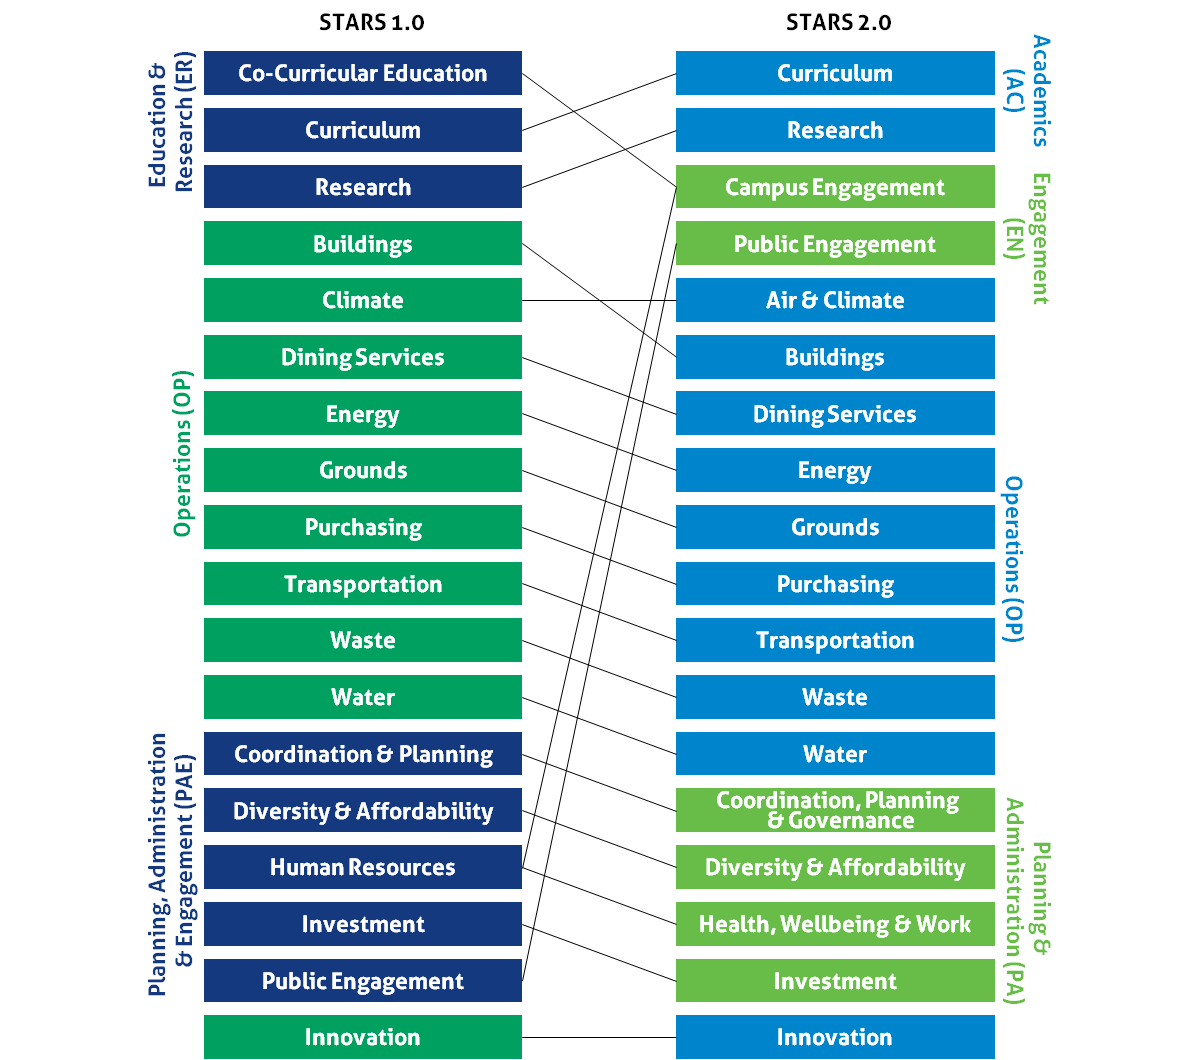 STARS 1.0
Education &
Research (ER)
Co-Curricular Education
Curriculum
Research
Operations (OP)
Buildings
Climate
Dining Services
Energy
Grounds
Purchasing
Transportation
Waste
Water
Planning, Administration
& Engagement (PAE)
Coordination & Planning
Diversity & Affordability
Human Resources
Investment
Public Engagement
Innovation
STARS 2.0
Academics
(AC)
Curriculum
Research
Engagement
(EN)
Campus Engagement
Public Engagement
Operations (OP)
Air & Climate
Buildings
Dining Services
Energy
Grounds
Purchasing
Transportation
Waste
Water
Planning &
Administration (PA)
Coordination, Planning
& Governance
Diversity & Affordability
Health, Wellbeing & Work
Investment
Innovation